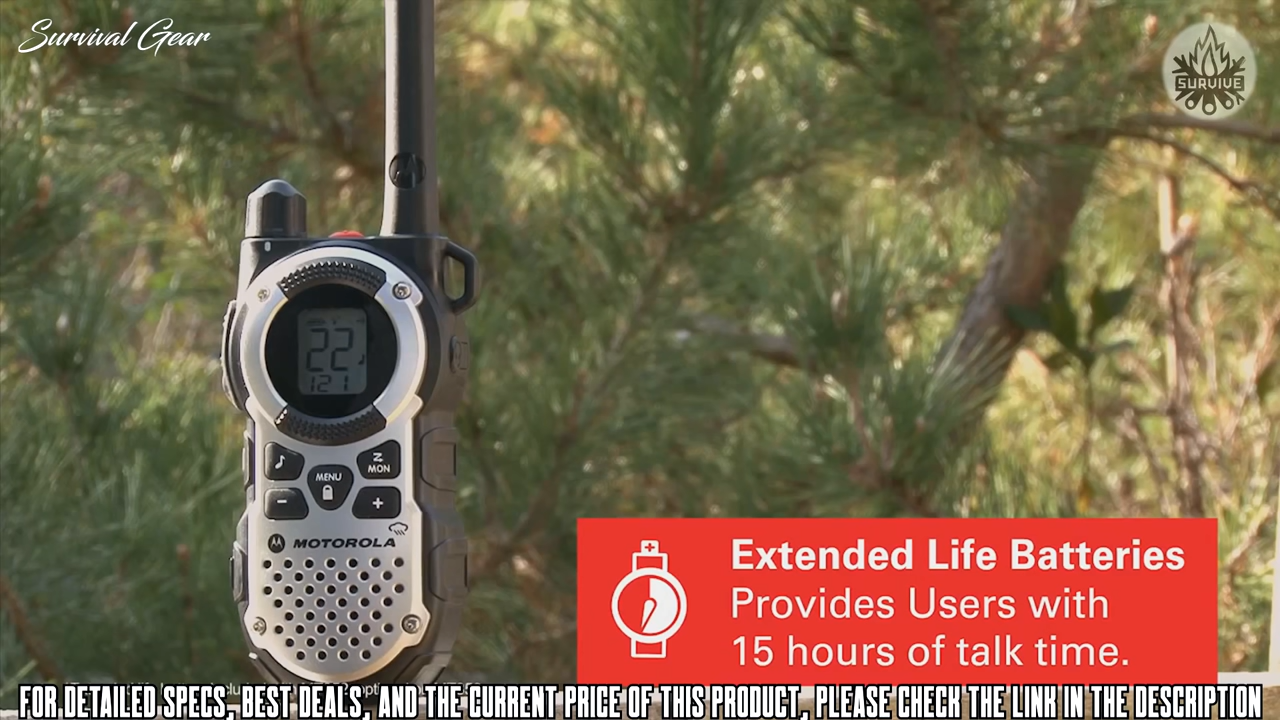 Survival Gear
SURVIVE
22
121
Z
MON
MENU
MOTOROLA
Extended Life Batteries
Provides Users with
15 hours of talk time.
FOR DETAILED SPECS, BEST DEALS, AND THE CURRENT PRICE OF THIS PRODUCT, PLEASE CHECK THE LINK IN THE DESCRIPTION